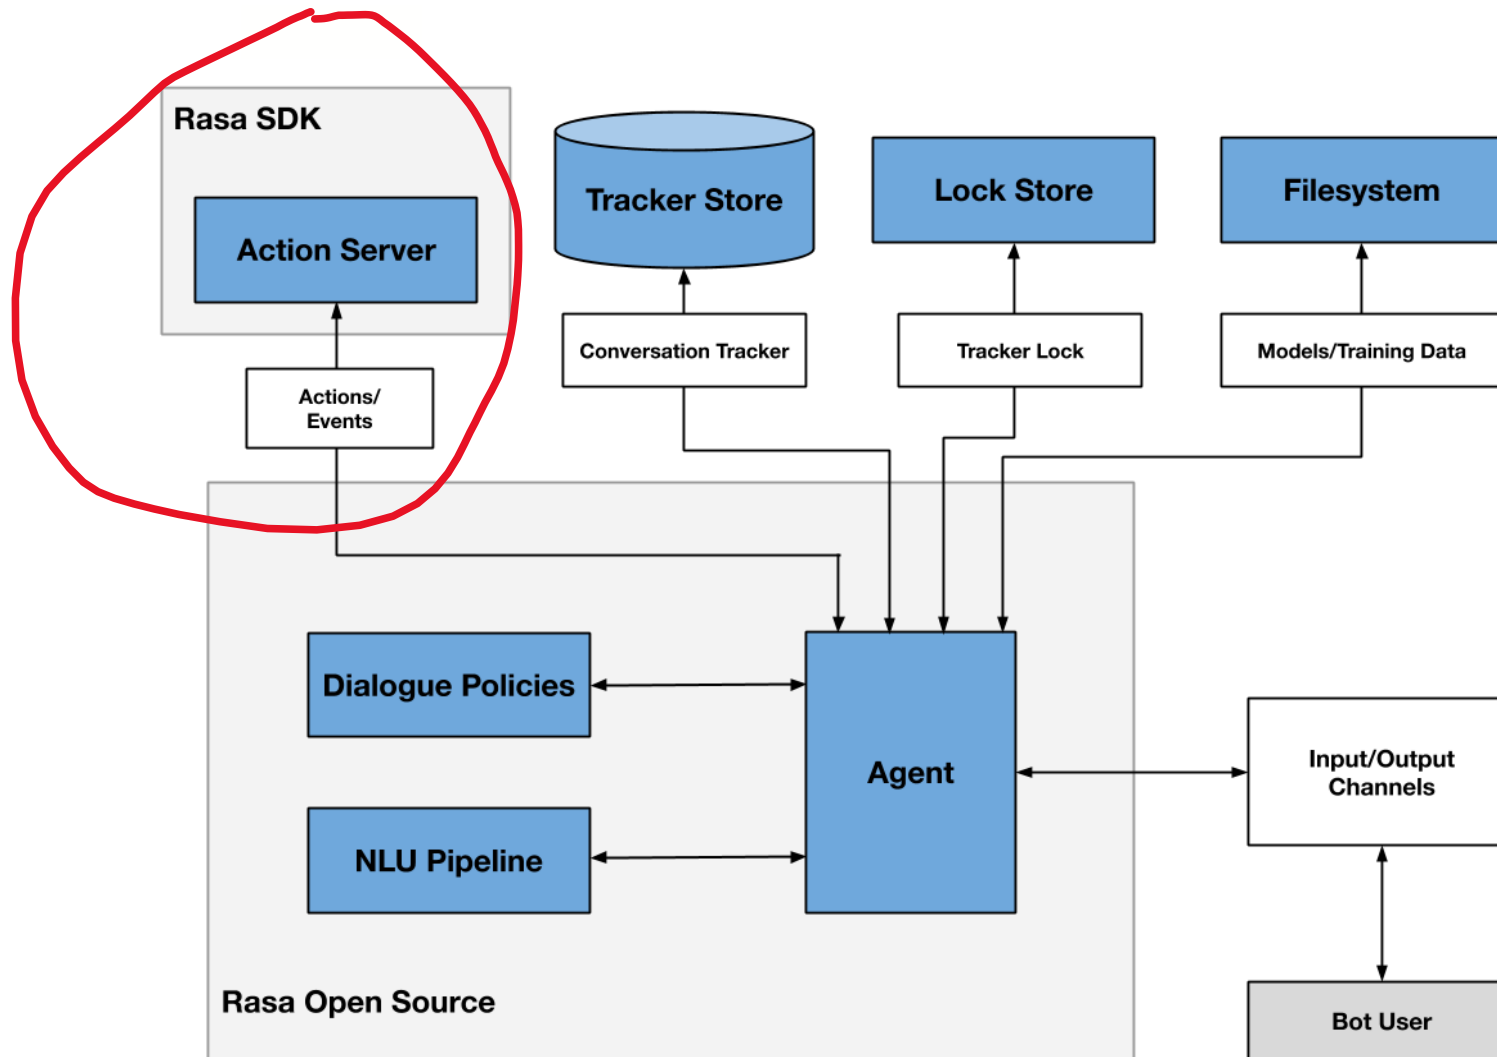 Rasa SDK
Action Server
Tracker Store
Lock Store
Filesystem
Actions/
Events
Conversation Tracker
Tracker Lock
Models/Training Data
Dialogue Policies
NLU Pipeline
Agent
Input/Output
Channels
Rasa Open Source
Bot User